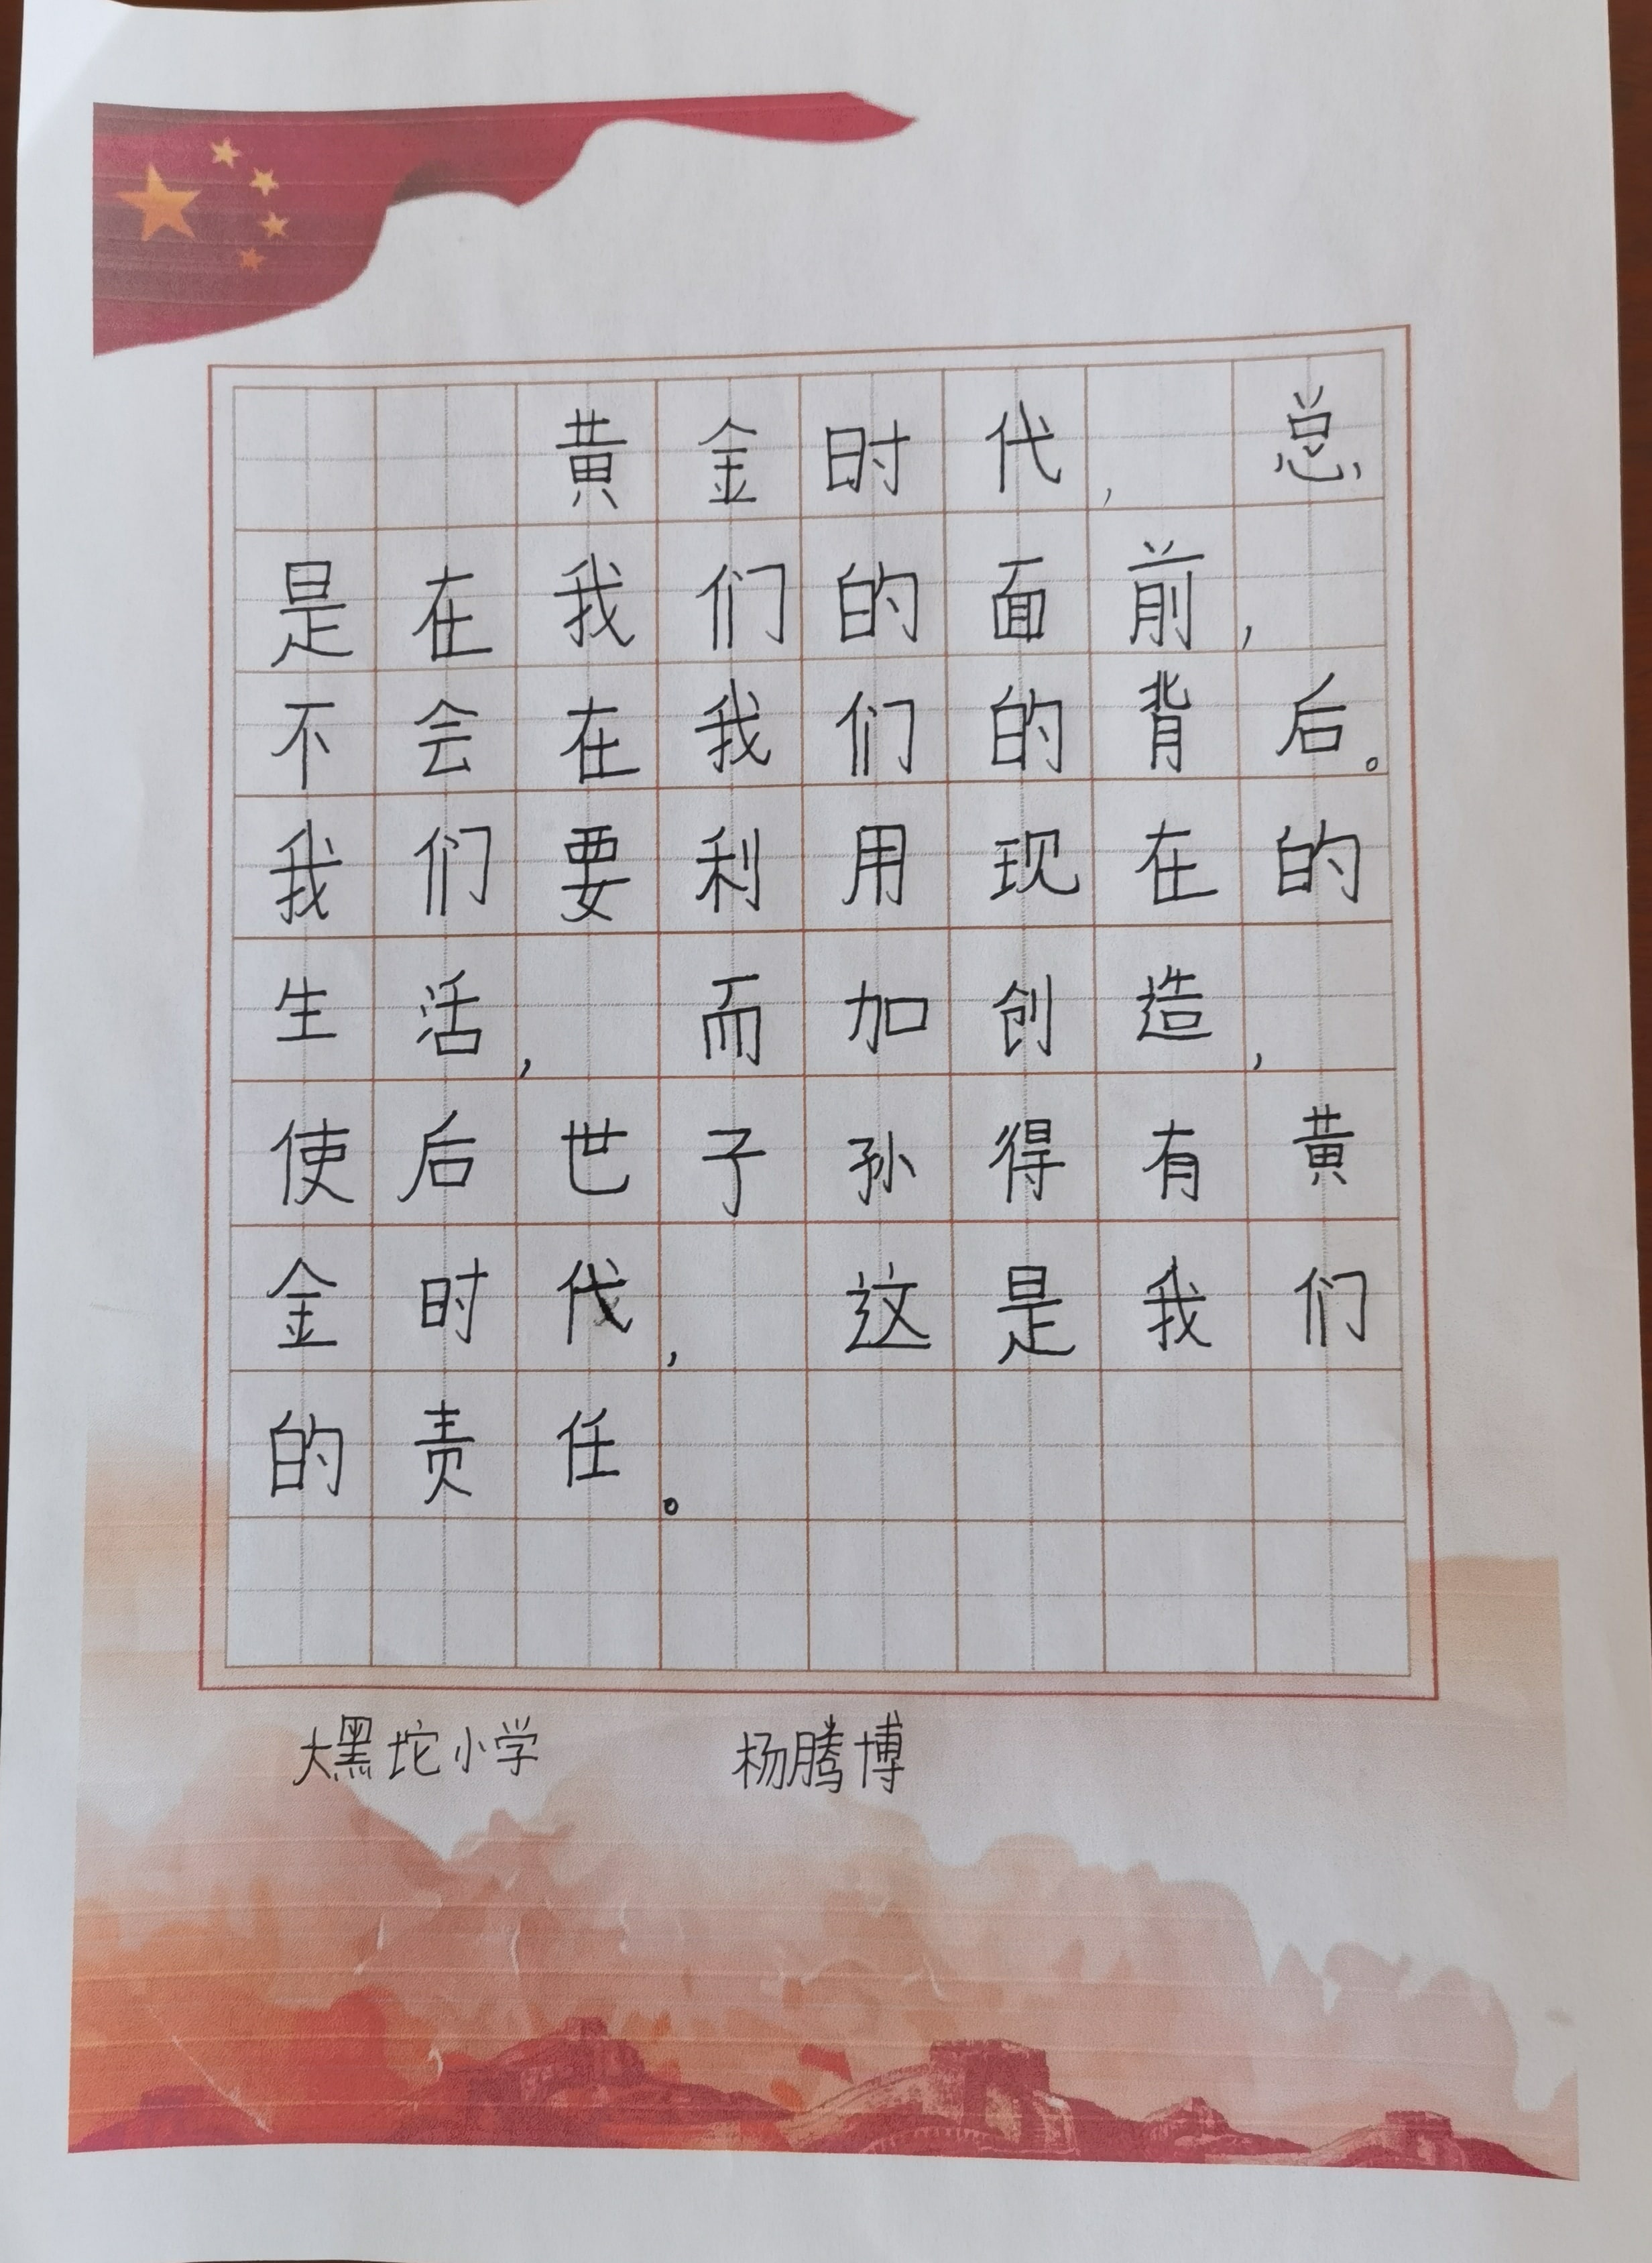 黄金时代，总
是在我们的面前，
不会在我们的背后。
我们要利用现在的
生活，而加创造，
使后世子孙得有黄
金时代，这是我们
的责任。
大黑坨小学 杨腾博